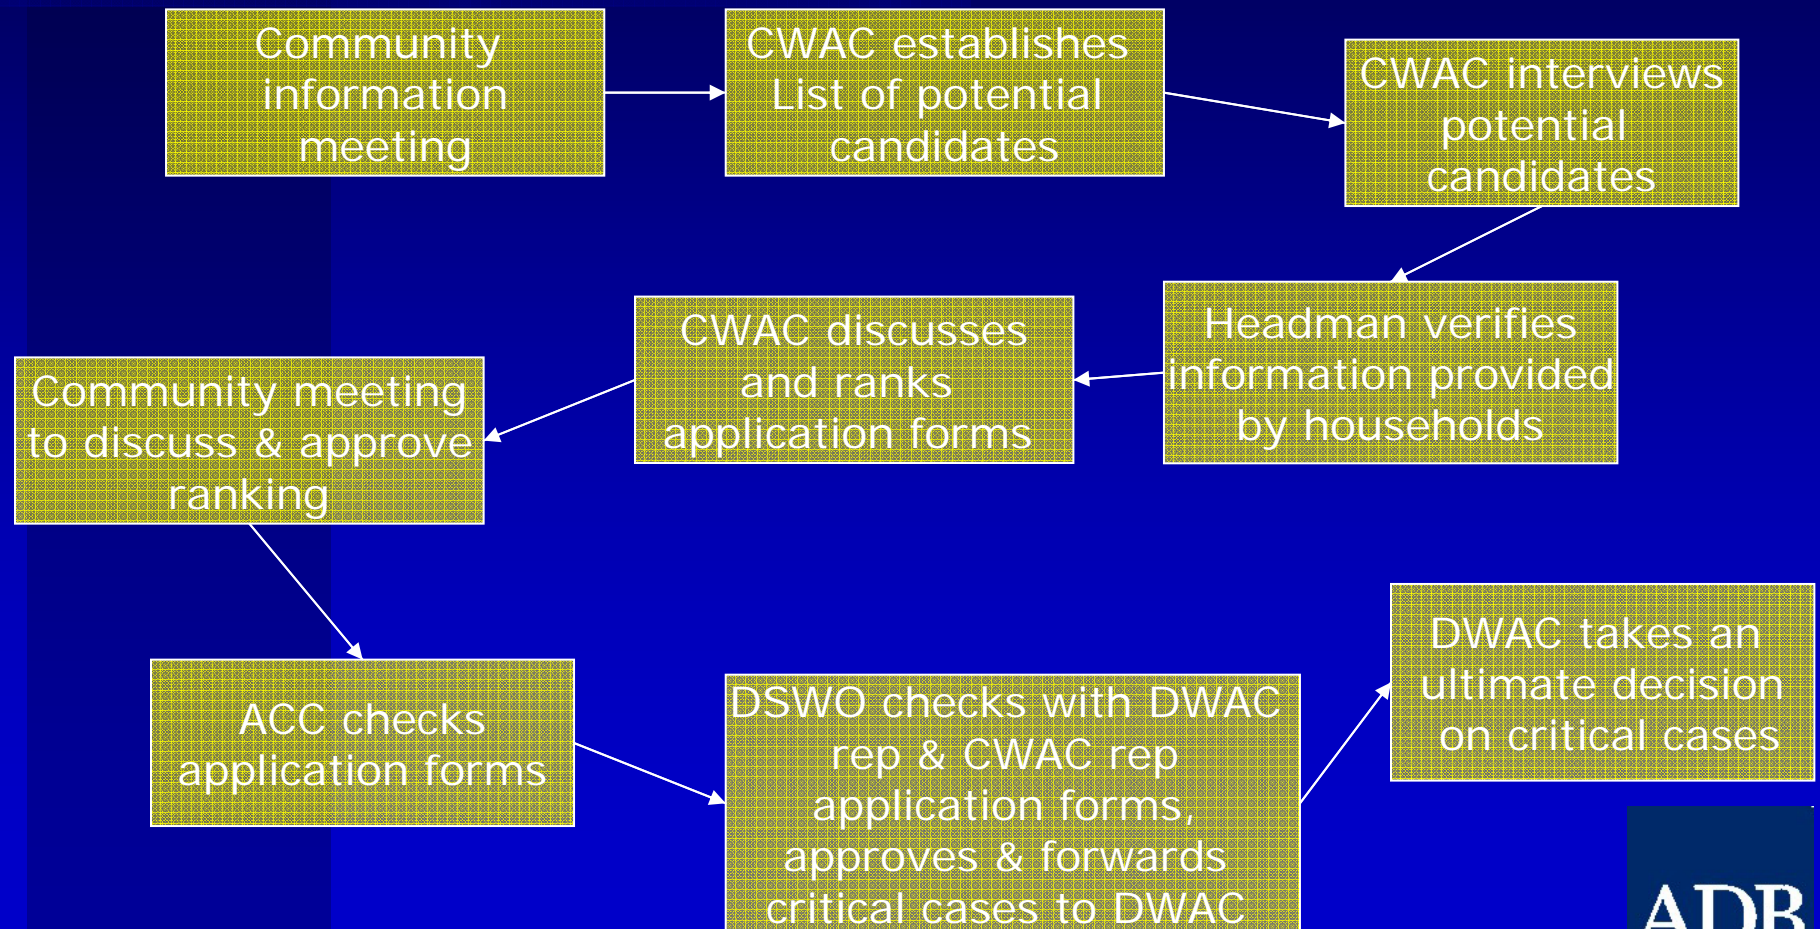 Community
information
meeting
CWAC establishes
List of potential
candidates
CWAC interviews
potential
candidates
Headman verifies
information provided
by households
CWAC discusses
and ranks
application forms
Community meeting
to discuss & approve
ranking
ACC checks
application forms
DSWO checks with DWAC
rep & CWAC rep
application forms,
approves & forwards
critical cases to DWAC
DWAC takes an
ultimate decision
on critical cases
ADB